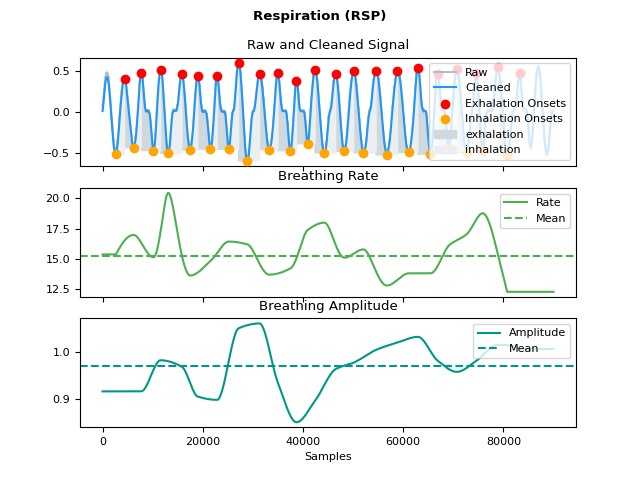 Respiration (RSP)
Raw and Cleaned Signal
0.5
0.0
−0.5
Raw
Cleaned
Exhalation Onsets
Inhalation Onsets
exhalation
inhalation
Breathing Rate
20.0
17.5
15.0
12.5
Rate
Mean
Breathing Amplitude
1.0
0.9
Amplitude
Mean
0
20000
40000
60000
80000
Samples